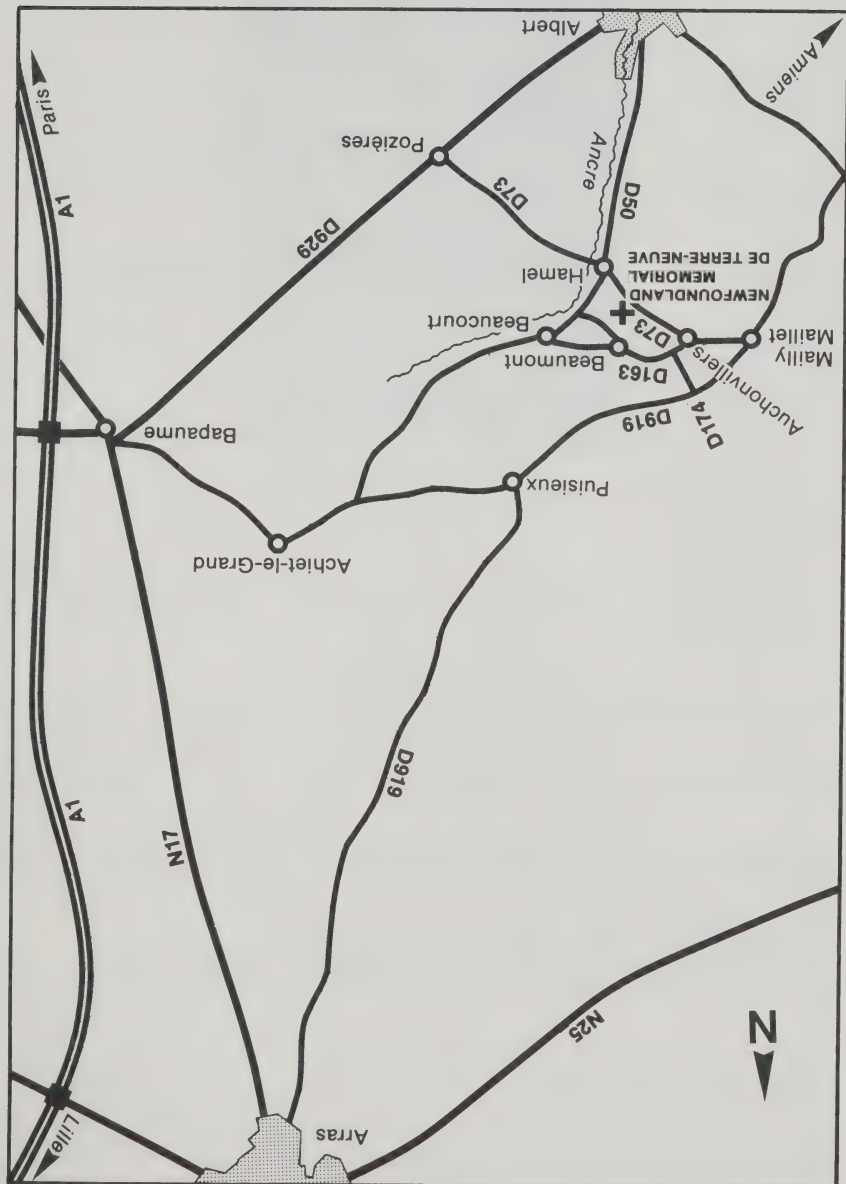 Arras
Lille
N
N25
N17
A1
D919
Achiet-le-Grand
Puisieux
Bapaume
D919
D174
Auchonvillers
Mailly
Maillet
D163
Beaumont
Beaucourt
D73
NEWFOUNDLAND
MEMORIAL
DE TERRE-NEUVE
Hamel
D929
D73
Pozières
D50
Ancre
A1
Paris
Amiens
Albert